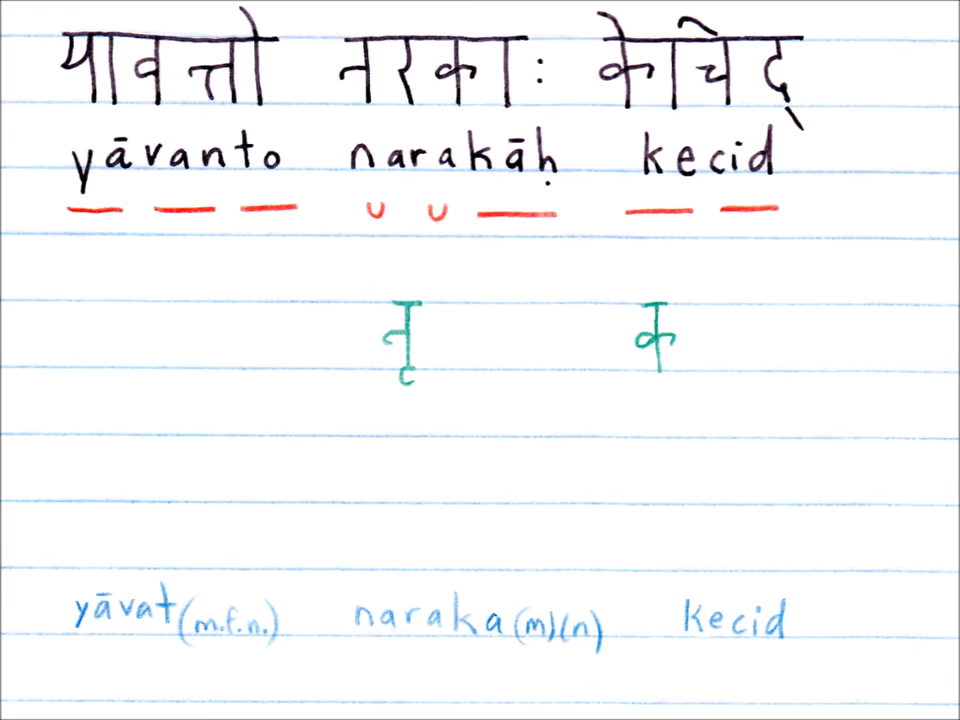 यावन्तो नरकाः केचिद्
yāvanto narakāḥ kecid
— — — ∪ ∪ — — —
नृ क
yāvat (m.f.n.) naraka (m)(n) kecid